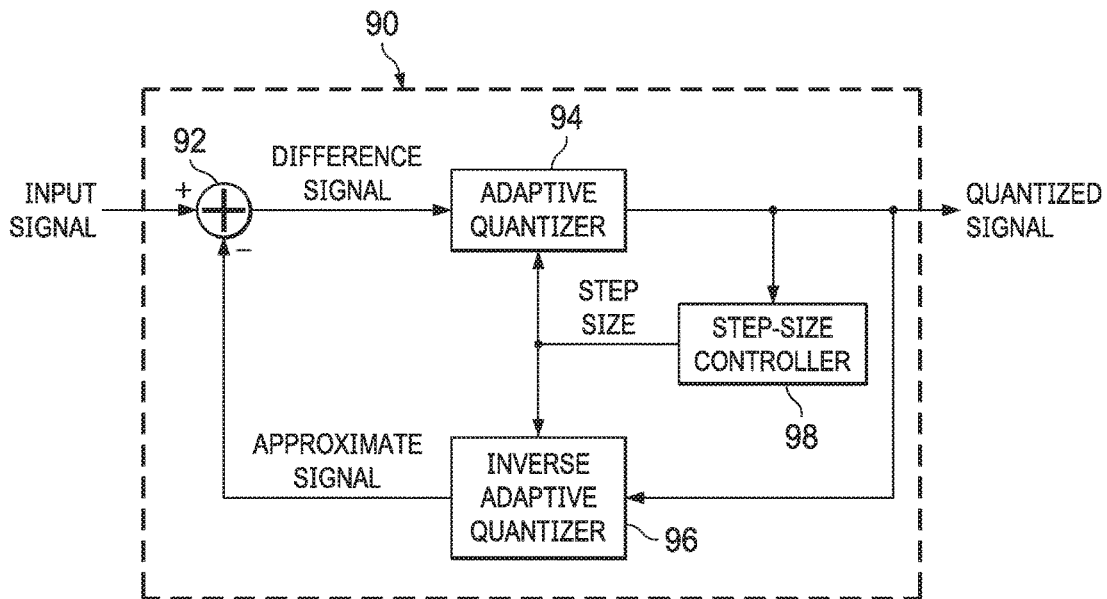 90
92
DIFFERENCE
SIGNAL
94
ADAPTIVE
QUANTIZER
INPUT
SIGNAL
+
−
QUANTIZED
SIGNAL
STEP
SIZE
STEP-SIZE
CONTROLLER
98
APPROXIMATE
SIGNAL
INVERSE
ADAPTIVE
QUANTIZER
96